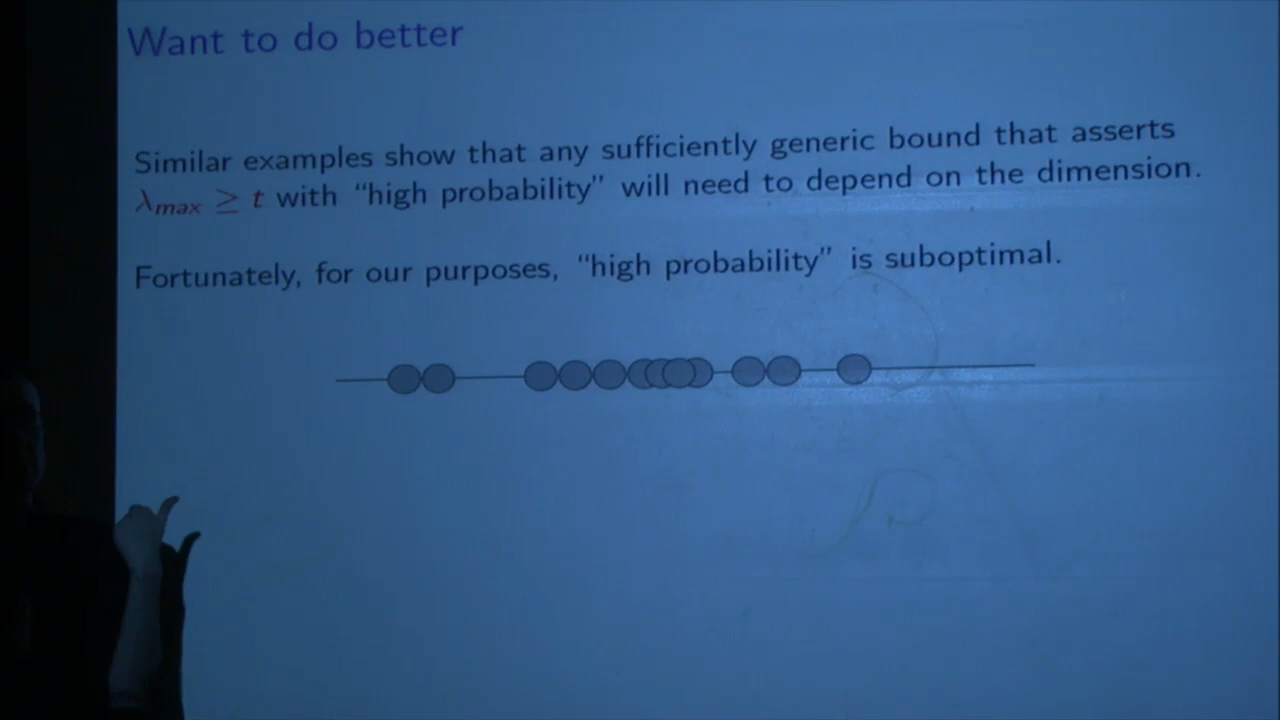 Want to do better
Similar examples show that any sufficiently generic bound that asserts
λmax ≥ t with “high probability” will need to depend on the dimension.
Fortunately, for our purposes, “high probability” is suboptimal.